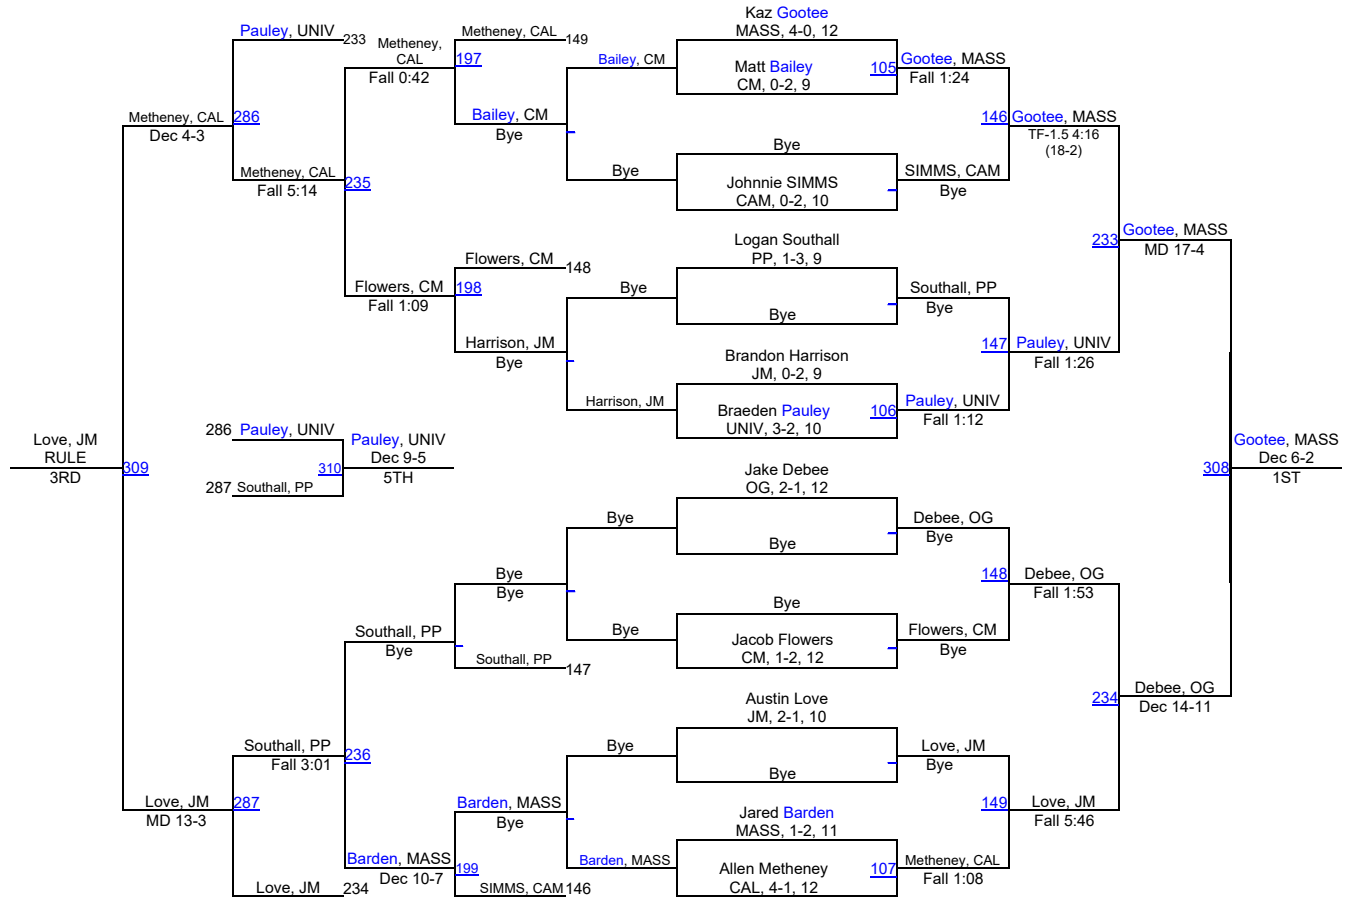 Kaz Gootee
MASS, 4-0, 12
Pauley, UNIV 233
Metheney, CAL 149
Metheney,
CAL
197
Fall 0:42
Bailey, CM
Matt Bailey
CM, 0-2, 9
105 Gootee, MASS
Fall 1:24
Metheney, CAL 286
Dec 4-3
Bailey, CM
Bye
146 Gootee, MASS
TF-1.5 4:16
(18-2)
Bye
Metheney, CAL
Fall 5:14
235
Bye
Johnnie SIMMS
CAM, 0-2, 10
SIMMS, CAM
Bye
Logan Southall
PP, 1-3, 9
233 Gootee, MASS
MD 17-4
Flowers, CM 148
Flowers, CM 198
Fall 1:09
Bye
Southall, PP
Bye
Bye
Harrison, JM
Bye
147 Pauley, UNIV
Fall 1:26
Brandon Harrison
JM, 0-2, 9
Harrison, JM
Braeden Pauley
UNIV, 3-2, 10
106 Pauley, UNIV
Fall 1:12
286 Pauley, UNIV
Love, JM
RULE
3RD
309
310
Pauley, UNIV
Dec 9-5
5TH
287 Southall, PP
308
Gootee, MASS
Dec 6-2
1ST
Jake Debee
OG, 2-1, 12
Bye
Debee, OG
Bye
Bye
Bye
Bye
148 Debee, OG
Fall 1:53
Bye
Southall, PP
Bye
Bye
Jacob Flowers
CM, 1-2, 12
Flowers, CM
Bye
Southall, PP 147
234 Debee, OG
Dec 14-11
Austin Love
JM, 2-1, 10
Southall, PP
Fall 3:01
236
Bye
Love, JM
Bye
Bye
Love, JM 287
MD 13-3
Barden, MASS
Bye
149 Love, JM
Fall 5:46
Jared Barden
MASS, 1-2, 11
Barden, MASS
Dec 10-7
199
Barden, MASS
Allen Metheney
CAL, 4-1, 12
107 Metheney, CAL
Fall 1:08
Love, JM 234
SIMMS, CAM 146